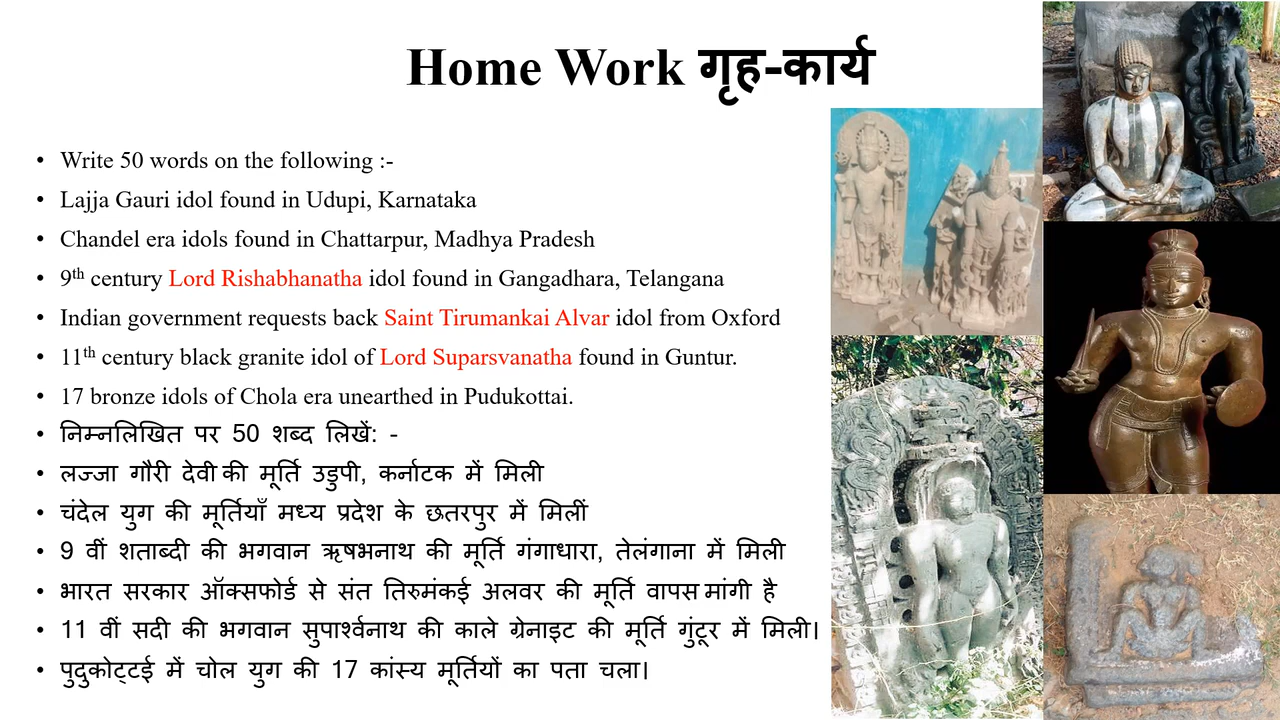 Home Work गृह-कार्य
• Write 50 words on the following :-
• Lajja Gauri idol found in Udupi, Karnataka
• Chandel era idols found in Chattarpur, Madhya Pradesh
• 9th century Lord Rishabhanatha idol found in Gangadhara, Telangana
• Indian government requests back Saint Tirumankai Alvar idol from Oxford
• 11th century black granite idol of Lord Suparsvanatha found in Guntur.
• 17 bronze idols of Chola era unearthed in Pudukottai.
• निम्नलिखित पर 50 शब्द लिखें: -
• लज्जा गौरी देवी की मूर्ति उडुपी, कर्नाटक में मिली
• चंदेल युग की मूर्तियाँ मध्य प्रदेश के छतरपुर में मिलीं
• 9 वीं शताब्दी की भगवान ऋषभनाथ की मूर्ति गंगाधारा, तेलंगाना में मिली
• भारत सरकार ऑक्सफोर्ड से संत तिरुमंकई अलवर की मूर्ति वापस मांगी है
• 11 वीं सदी की भगवान सुपार्श्वनाथ की काले ग्रेनाइट की मूर्ति गुंटूर में मिली।
• पुदुकोट्टई में चोल युग की 17 कांस्य मूर्तियों का पता चला।